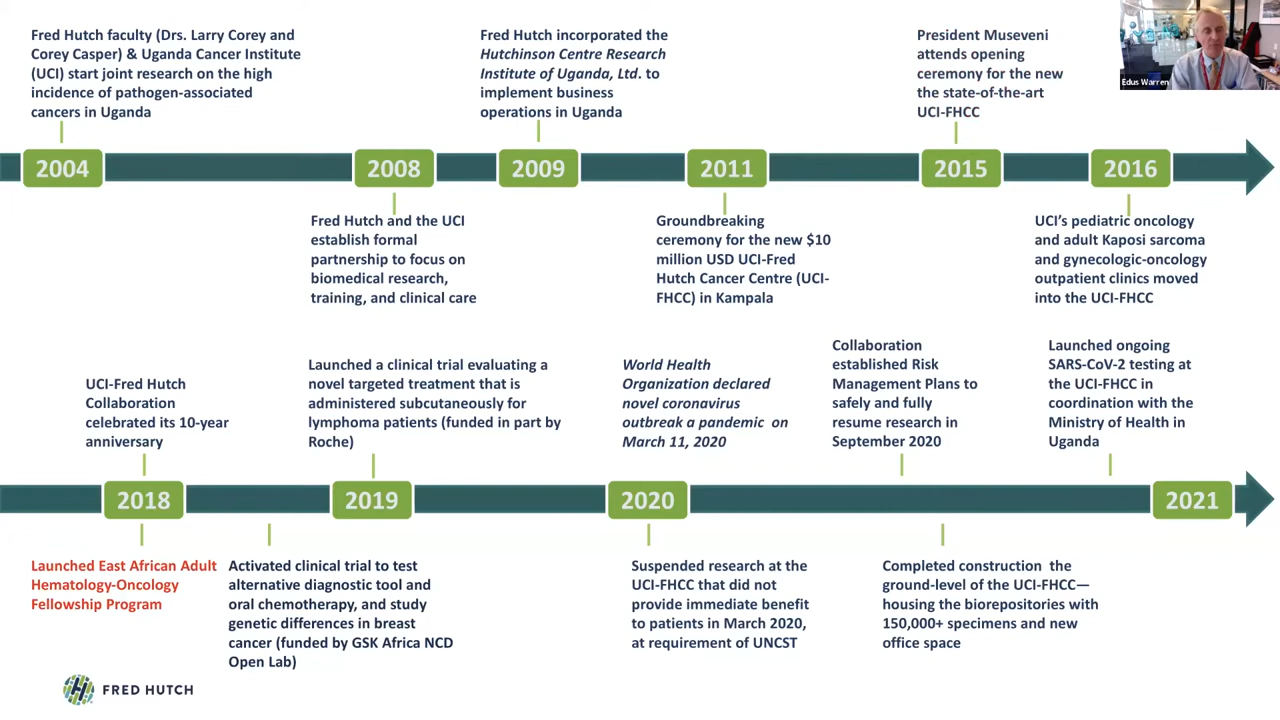 Fred Hutch faculty (Drs. Larry Corey and
Corey Casper) & Uganda Cancer Institute
(UCI) start joint research on the high
incidence of pathogen-associated
cancers in Uganda
Fred Hutch incorporated the
Hutchinson Centre Research
Institute of Uganda, Ltd. to
implement business
operations in Uganda
President Museveni
attends opening
ceremony for the new
the state-of-the-art
UCI-FHCC
Edus Warren
2004
2008
2009
2011
2015
2016
Fred Hutch and the UCI
establish formal
partnership to focus on
biomedical research,
training, and clinical care
Groundbreaking
ceremony for the new $10
million USD UCI-Fred
Hutch Cancer Centre (UCI-
FHCC) in Kampala
UCI’s pediatric oncology
and adult Kaposi sarcoma
and gynecologic-oncology
outpatient clinics moved
into the UCI-FHCC
UCI-Fred Hutch
Collaboration
celebrated its 10-year
anniversary
Launched a clinical trial evaluating a
novel targeted treatment that is
administered subcutaneously for
lymphoma patients (funded in part by
Roche)
World Health
Organization declared
novel coronavirus
outbreak a pandemic on
March 11, 2020
Collaboration
established Risk
Management Plans to
safely and fully
resume research in
September 2020
Launched ongoing
SARS-CoV-2 testing at
the UCI-FHCC in
coordination with the
Ministry of Health in
Uganda
2018
2019
2020
2021
Launched East African Adult
Hematology-Oncology
Fellowship Program
Activated clinical trial to test
alternative diagnostic tool and
oral chemotherapy, and study
genetic differences in breast
cancer (funded by GSK Africa NCD
Open Lab)
Suspended research at the
UCI-FHCC that did not
provide immediate benefit
to patients in March 2020,
at requirement of UNCST
Completed construction the
ground-level of the UCI-FHCC—
housing the biorepositories with
150,000+ specimens and new
office space
FRED HUTCH